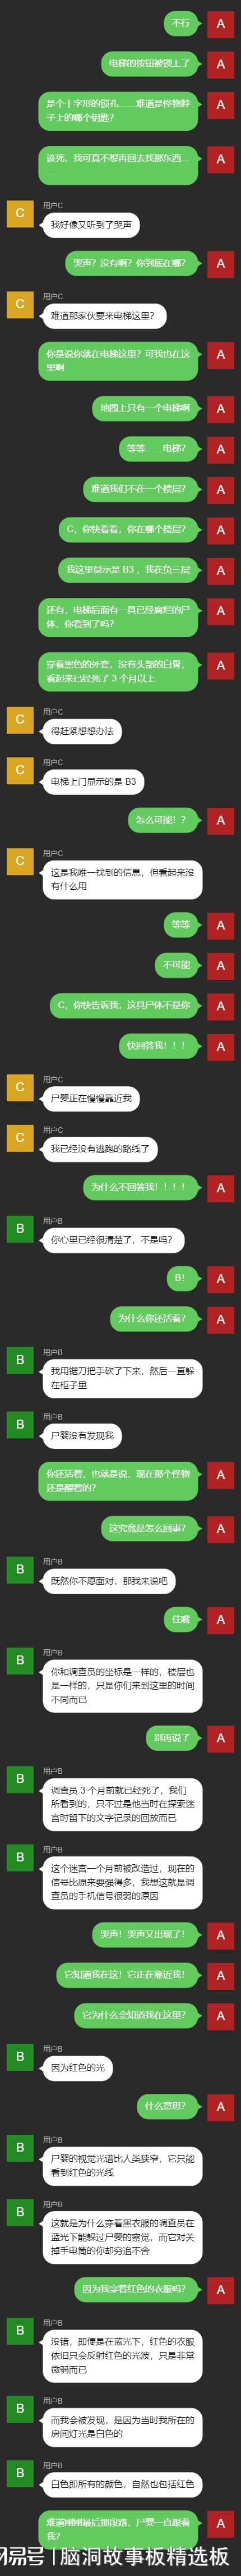 不行
A
电梯的按钮被锁上了
A
是个十字形的锁孔……难道是怪物脖
子上的哪个钥匙？
A
该死，我可真不想再回去找那东西…
…
A
用户C
C
我好像又听到了哭声
哭声？没有啊？你到底在哪？
A
用户C
C
难道那家伙要来电梯这里？
你是说你就在电梯这里？可我也在这
里啊
A
地图上只有一个电梯啊
A
等等……电梯？
A
难道我们不在一个楼层？
A
C，你快看看，你在哪个楼层？
A
我这里显示是 B3 ，我在负三层
A
还有，电梯后面有一具已经腐烂的尸
体，你看到了吗？
A
穿着黑色的外套，没有头部的白骨，
看起来已经死了 3 个月以上
A
用户C
C
得赶紧想想办法
用户C
C
电梯上门显示的是 B3
怎么可能！？
A
用户C
C
这是我唯一找到的信息，但看起来没
有什么用
等等
A
不可能
A
C，你快告诉我，这具尸体不是你
A
快回答我！！！
A
用户C
C
尸婴正在慢慢靠近我
用户C
C
我已经没有逃跑的路线了
为什么不回答我！！！！
A
用户B
B
你心里已经很清楚了，不是吗？
B！
A
为什么你还活着？
A
用户B
B
我用锯刀把手砍了下来，然后一直躲
在柜子里
用户B
B
尸婴没有发现我
你还活着，也就是说，现在那个怪物
还是醒着的？
A
这究竟是怎么回事？
A
用户B
B
既然你不愿面对，那我来说吧
住嘴
A
用户B
B
你和调查员的坐标是一样的，楼层也
是一样的，只是你们来到这里的时间
不同而已
别再说了
A
用户B
B
调查员 3 个月前就已经死了，我们
所看到的，只不过是他当时在探索迷
宫时留下的文字记录的回放而已
用户B
B
这个迷宫一个月前被改造过，现在的
信号比原来要强得多，我想这就是调
查员的手机信号很弱的原因
哭声！哭声又出现了！
A
它知道我在这！它正在靠近我！
A
它为什么会知道我在这里？
A
用户B
B
因为红色的光
什么意思？
A
用户B
B
尸婴的视觉光谱比人类狭窄，它只能
看到红色的光线
用户B
B
这就是为什么穿着黑衣服的调查员在
蓝光下能躲过尸婴的察觉，而它对关
掉手电筒的你却穷追不舍
因为我穿着红色的衣服吗？
A
用户B
B
没错，即便是在蓝光下，红色的衣服
依旧只会反射红色的光波，只是非常
微弱而已
用户B
B
而我会被发现，是因为当时我所在的
房间灯光是白色的
用户B
B
白色即所有的颜色，自然也包括红色
难道刚刚最后那段路，尸婴一直跟着
我？
A
易号 | 脑洞故事板精选板